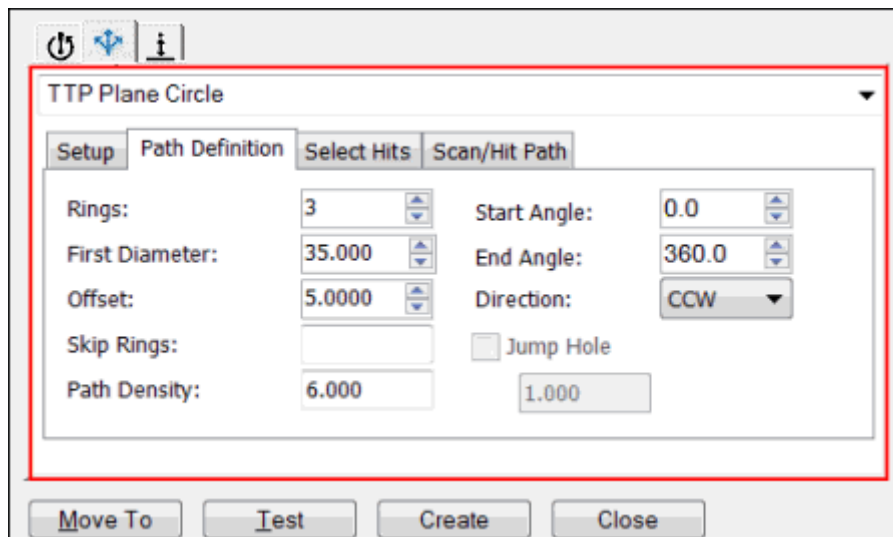 TTP Plane Circle
Setup Path Definition Select Hits Scan/Hit Path
Rings: 3 Start Angle: 0.0
First Diameter: 35.000 End Angle: 360.0
Offset: 5.0000 Direction: CCW
Skip Rings: Jump Hole
Path Density: 6.000 1.000
Move To Test Create Close